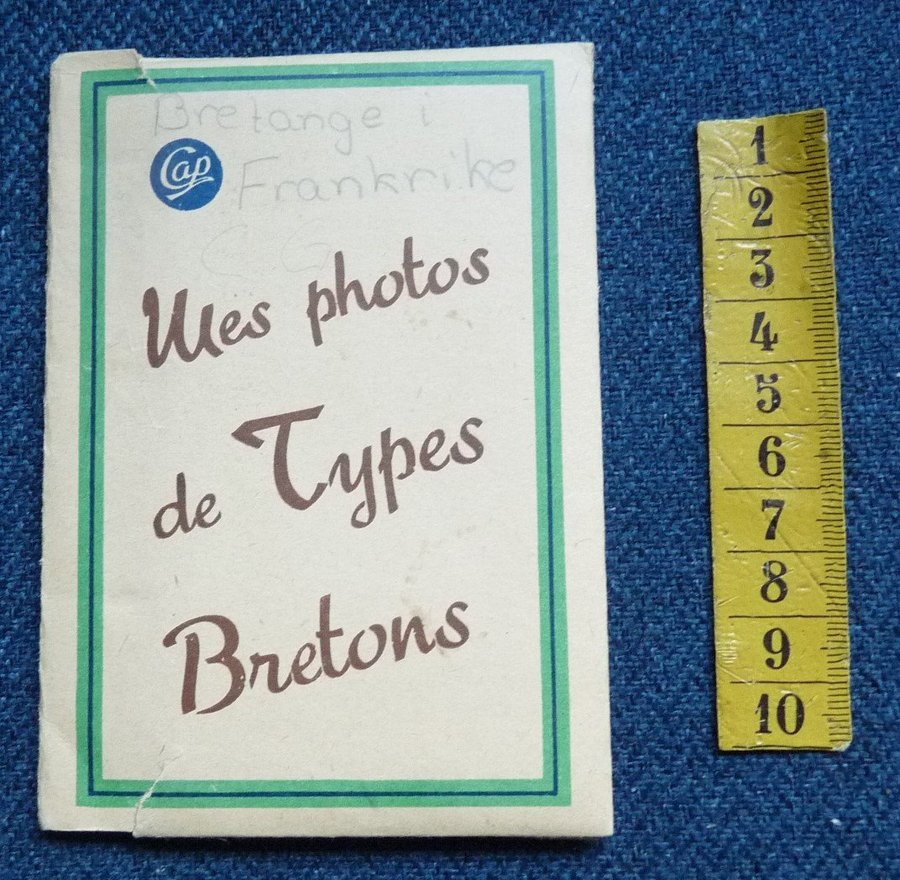 Bretange i
Cap
Frankrike
Mes photos
de Types
Bretons
1
2
3
4
5
6
7
8
9
10